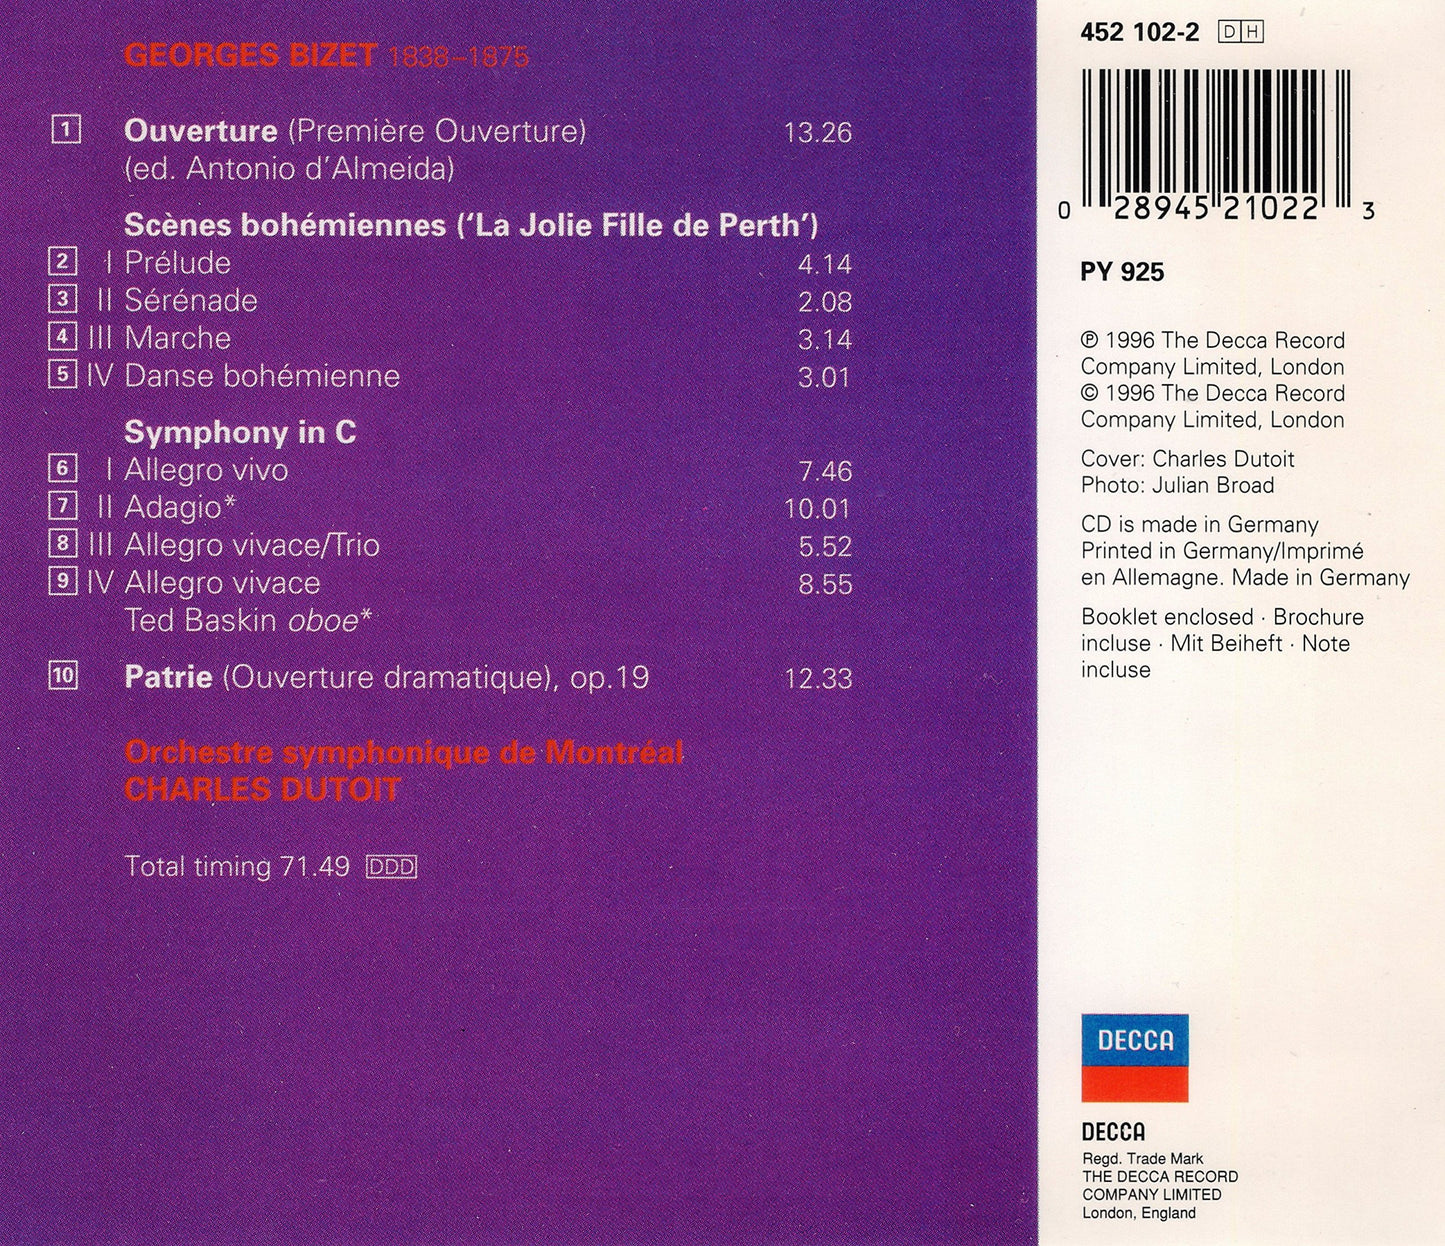 GEORGES BIZET 1838–1875
1 Ouverture (Première Ouverture) 13.26
(ed. Antonio d’Almeida)
Scènes bohémiennes (‘La Jolie Fille de Perth’)
2 I Prélude 4.14
3 II Sérénade 2.08
4 III Marche 3.14
5 IV Danse bohémienne 3.01
Symphony in C
6 I Allegro vivo 7.46
7 II Adagio* 10.01
8 III Allegro vivace/Trio 5.52
9 IV Allegro vivace 8.55
Ted Baskin oboe*
10 Patrie (Ouverture dramatique), op.19 12.33
Orchestre symphonique de Montréal
CHARLES DUTOIT
Total timing 71.49 DDD
452 102-2 DH
0 28945 21022 3
PY 925
℗ 1996 The Decca Record
Company Limited, London
© 1996 The Decca Record
Company Limited, London
Cover: Charles Dutoit
Photo: Julian Broad
CD is made in Germany
Printed in Germany/Imprimé
en Allemagne. Made in Germany
Booklet enclosed · Brochure
incluse · Mit Beiheft · Note
incluse
DECCA
DECCA
Regd. Trade Mark
THE DECCA RECORD
COMPANY LIMITED
London, England